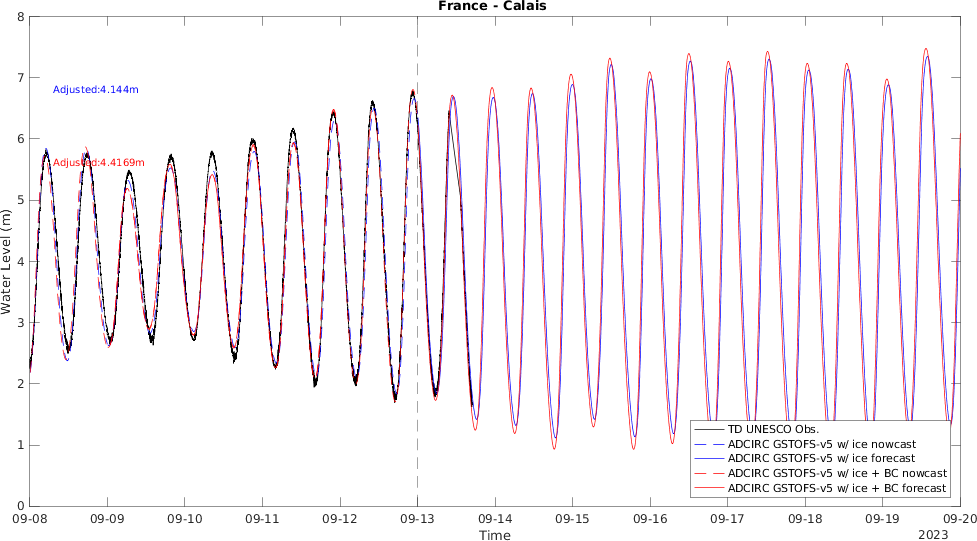 France - Calais
8
7
6
5
4
3
2
1
0
Water Level (m)
Adjusted:4.144m
Adjusted:4.4169m
TD UNESCO Obs.
ADCIRC GSTOFS-v5 w/ ice nowcast
ADCIRC GSTOFS-v5 w/ ice forecast
ADCIRC GSTOFS-v5 w/ ice + BC nowcast
ADCIRC GSTOFS-v5 w/ ice + BC forecast
09-08 09-09 09-10 09-11 09-12 09-13 09-14 09-15 09-16 09-17 09-18 09-19 09-20
Time
2023